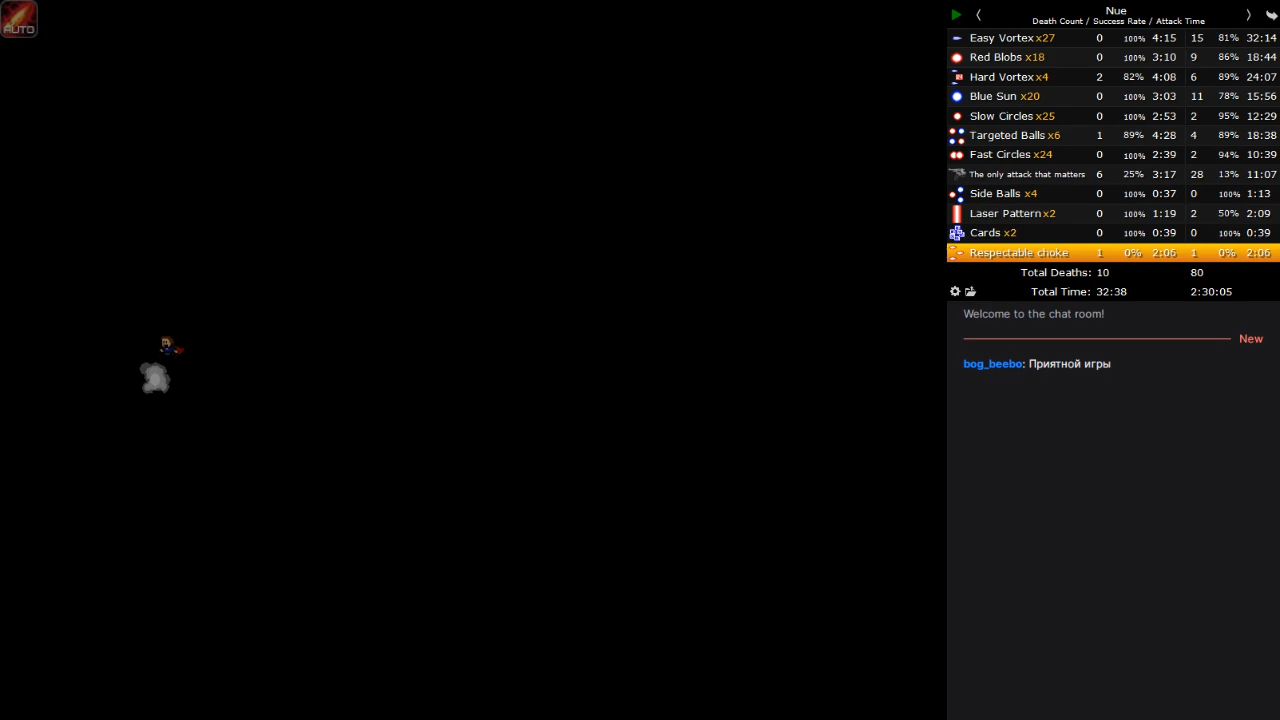 AUTO
Nue
Death Count / Success Rate / Attack Time
Easy Vortex x27 0 100% 4:15 15 81% 32:14
Red Blobs x18 0 100% 3:10 9 86% 18:44
Hard Vortex x4 2 82% 4:08 6 89% 24:07
Blue Sun x20 0 100% 3:03 11 78% 15:56
Slow Circles x25 0 100% 2:53 2 95% 12:29
Targeted Balls x6 1 89% 4:28 4 89% 18:38
Fast Circles x24 0 100% 2:39 2 94% 10:39
The only attack that matters 6 25% 3:17 28 13% 11:07
Side Balls x4 0 100% 0:37 0 100% 1:13
Laser Pattern x2 0 100% 1:19 2 50% 2:09
Cards x2 0 100% 0:39 0 100% 0:39
Respectable choke 1 0% 2:06 1 0% 2:06
Total Deaths: 10 80
Total Time: 32:38 2:30:05
Welcome to the chat room!
New
bog_beebo: Приятной игры